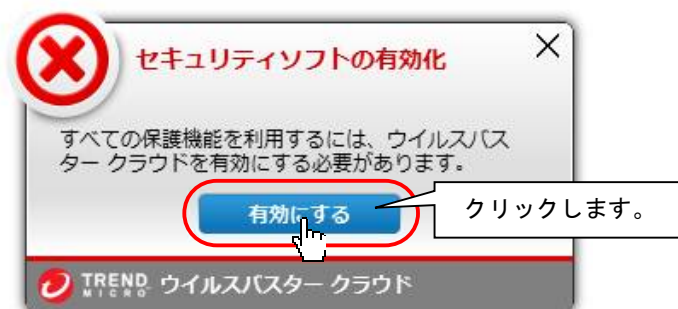 セキュリティソフトの有効化
すべての保護機能を利用するには、ウイルスバス
ター クラウドを有効にする必要があります。
有効にする
クリックします。
TREND MICRO ウイルスバスター クラウド